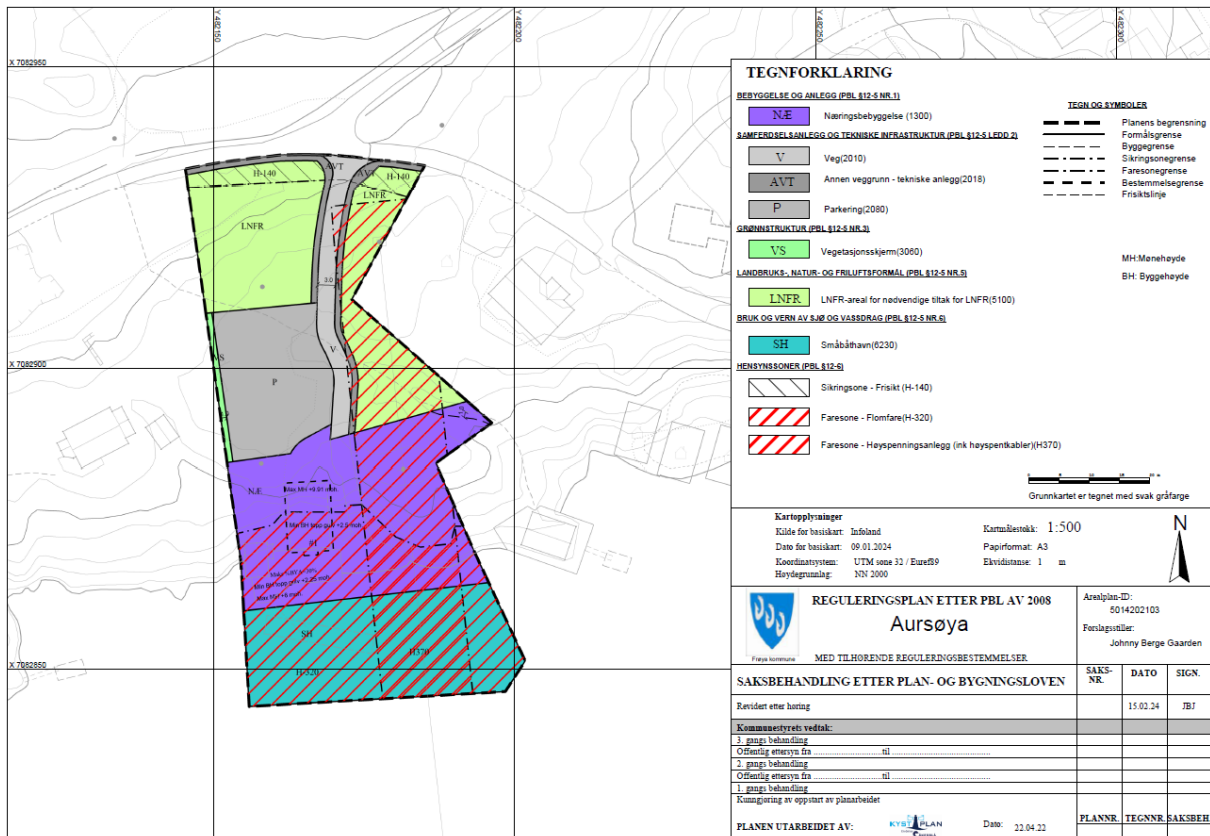 Y 482150
Y 482200
Y 482250
Y 482300
X 7082950
X 7082900
X 7082850
H-140
AVT
AVT
H-140
LNFR
LNFR
3.0
V
VS
P
NÆ
Max MH +9.91 moh
#1
SH
H-320
H370
TEGNFORKLARING
BEBYGGELSE OG ANLEGG (PBL §12-5 NR.1)
NÆ Næringsbebyggelse (1300)
SAMFERDSELSANLEGG OG TEKNISKE INFRASTRUKTUR (PBL §12-5 LEDD 2)
V Veg(2010)
AVT Annen veggrunn - tekniske anlegg(2018)
P Parkering(2080)
GRØNNSTRUKTUR (PBL §12-5 NR.3)
VS Vegetasjonsskjerm(3060)
LANDBRUKS-, NATUR- OG FRILUFTSFORMÅL (PBL §12-5 NR.5)
LNFR LNFR-areal for nødvendige tiltak for LNFR(5100)
BRUK OG VERN AV SJØ OG VASSDRAG (PBL §12-5 NR.6)
SH Småbåthavn(6230)
HENSYNSSONER (PBL §12-6)
Sikringsone - Frisikt (H-140)
Faresone - Flomfare(H-320)
Faresone - Høyspenningsanlegg (ink høyspentkabler)(H370)
TEGN OG SYMBOLER
Planens begrensning
Formålsgrense
Byggegrense
Sikringsonegrense
Faresonegrense
Bestemmelsegrense
Frisiktslinje
MH:Mønehøyde
BH: Byggehøyde
Grunnkartet er tegnet med svak gråfarge
Kartopplysninger
Kilde for basiskart: Infoland
Dato for basiskart: 09.01.2024
Koordinatsystem: UTM sone 32 / Euref89
Høydegrunnlag: NN 2000
Kartmålestokk: 1:500
Papirformat: A3
Ekvidistanse: 1 m
N
Frøya kommune
REGULERINGSPLAN ETTER PBL AV 2008
Aursøya
MED TILHØRENDE REGULERINGSBESTEMMELSER
Arealplan-ID:
5014202103
Forslagsstiller:
Johnny Berge Gaarden
SAKSBEHANDLING ETTER PLAN- OG BYGNINGSLOVEN
SAKS-NR. DATO SIGN.
Revidert etter høring 15.02.24 JBJ
Kommunestyrets vedtak:
3. gangs behandling
Offentlig ettersyn fra ..............................til ..........................................
2. gangs behandling
Offentlig ettersyn fra ..............................til ..........................................
1. gangs behandling
Kunngjøring av oppstart av planarbeidet
PLANEN UTARBEIDET AV: KYSTPLAN Dato: 22.04.22
PLANNR. TEGNNR. SAKSBEH.